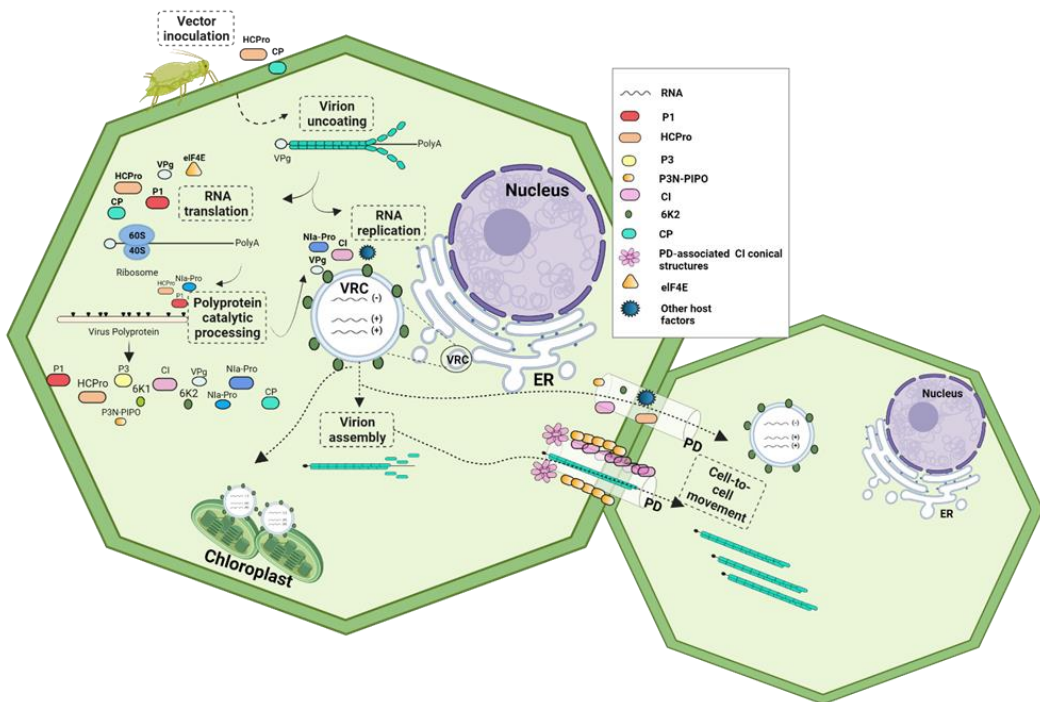 Vector
inoculation
HCPro
CP
Virion
uncoating
VPg
PolyA
HCPro
VPg
eIF4E
CP
P1
RNA
translation
60S
40S
PolyA
Ribosome
RNA
replication
NIa-Pro
CI
VPg
VRC
(-)
(+)
(+)
Nucleus
VRC
ER
HCPro
NIa-Pro
P1
Polyprotein
catalytic
processing
Virus Polyprotein
P1
HCPro
P3
6K1
P3N-PIPO
CI
6K2
VPg
NIa-Pro
NIa-Pro
CP
Virion
assembly
Chloroplast
PD
PD
Cell-to-
cell
movement
(-)
(+)
(+)
Nucleus
ER
RNA
P1
HCPro
P3
P3N-PIPO
CI
6K2
CP
PD-associated CI conical
structures
eIF4E
Other host
factors